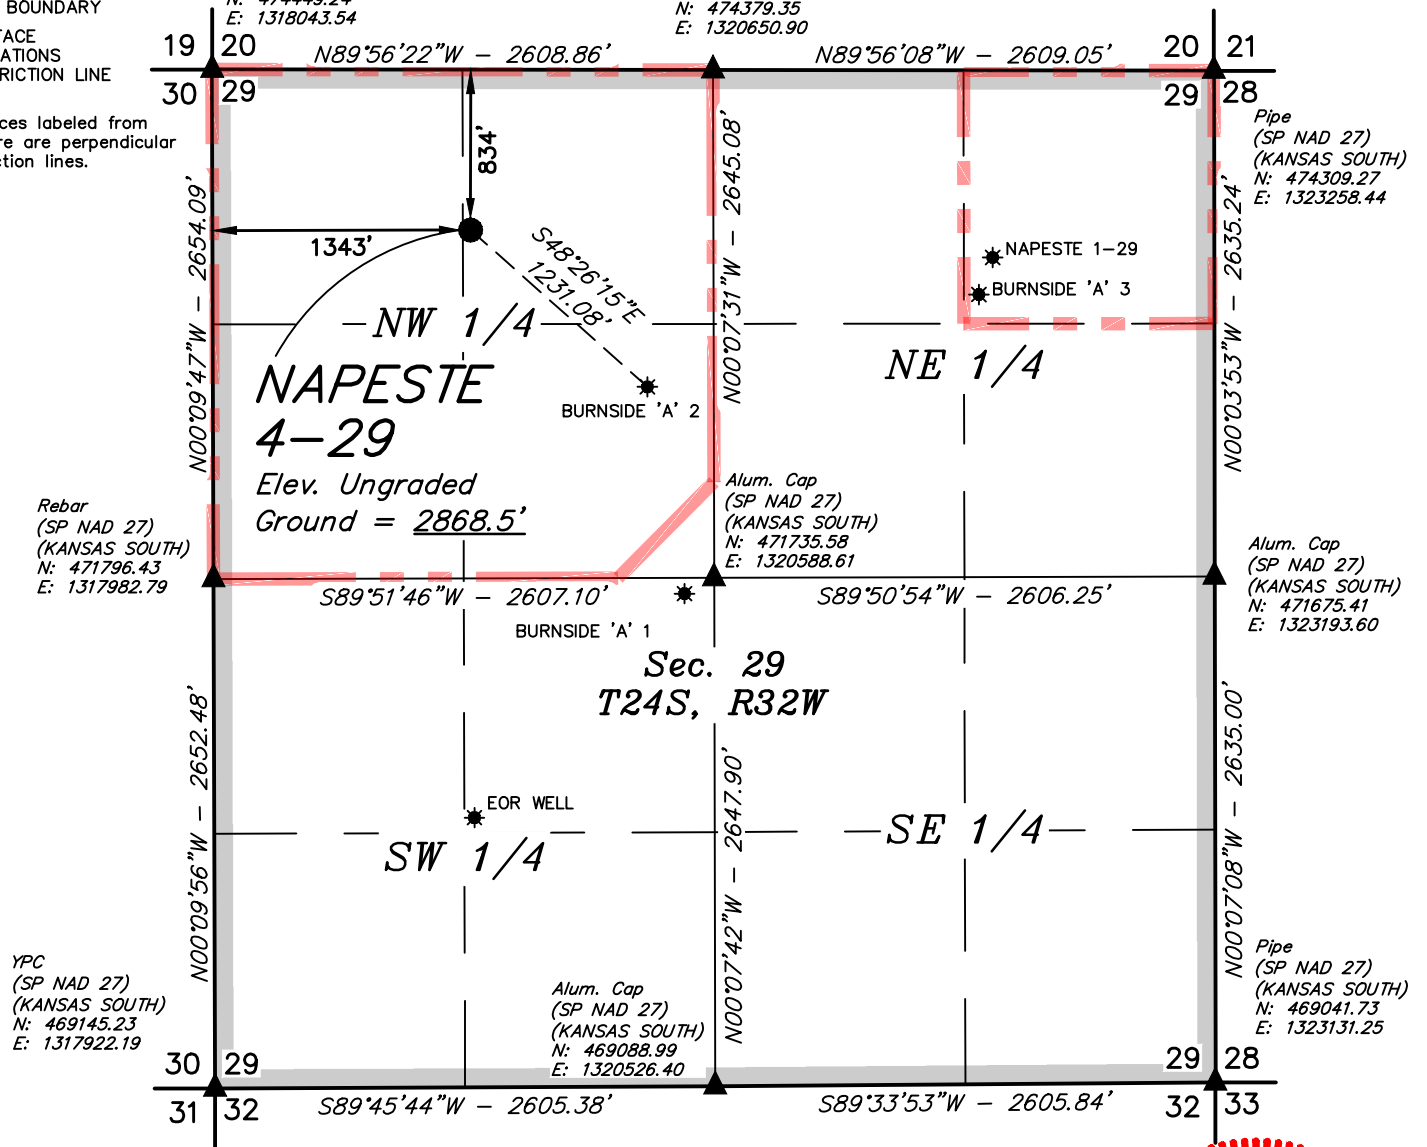 BOUNDARY
N: 474449.24
E: 1318043.54
N: 474379.35
E: 1320650.90
LINE
19 20
N89°56'22"W - 2608.86'
N89°56'08"W - 2609.05'
20 21
30 29
29 28
labeled from
are perpendicular
lines.
834'
1343'
Pipe
(SP NAD 27)
(KANSAS SOUTH)
N: 474309.27
E: 1323258.44
N00°09'47"W - 2654.09'
N00°07'31"W - 2645.08'
N00°03'53"W - 2635.24'
S48°26'15"E
1231.08'
NAPESTE 1-29
BURNSIDE 'A' 3
NW 1/4
NE 1/4
NAPESTE
4-29
BURNSIDE 'A' 2
Elev. Ungraded
Ground = 2868.5'
Rebar
(SP NAD 27)
(KANSAS SOUTH)
N: 471796.43
E: 1317982.79
Alum. Cap
(SP NAD 27)
(KANSAS SOUTH)
N: 471735.58
E: 1320588.61
Alum. Cap
(SP NAD 27)
(KANSAS SOUTH)
N: 471675.41
E: 1323193.60
S89°51'46"W - 2607.10'
S89°50'54"W - 2606.25'
BURNSIDE 'A' 1
Sec. 29
T24S, R32W
N00°09'56"W - 2652.48'
N00°07'42"W - 2647.90'
N00°07'08"W - 2635.00'
EOR WELL
SW 1/4
SE 1/4
YPC
(SP NAD 27)
(KANSAS SOUTH)
N: 469145.23
E: 1317922.19
Alum. Cap
(SP NAD 27)
(KANSAS SOUTH)
N: 469088.99
E: 1320526.40
Pipe
(SP NAD 27)
(KANSAS SOUTH)
N: 469041.73
E: 1323131.25
30 29
29 28
31 32
S89°45'44"W - 2605.38'
S89°33'53"W - 2605.84'
32 33